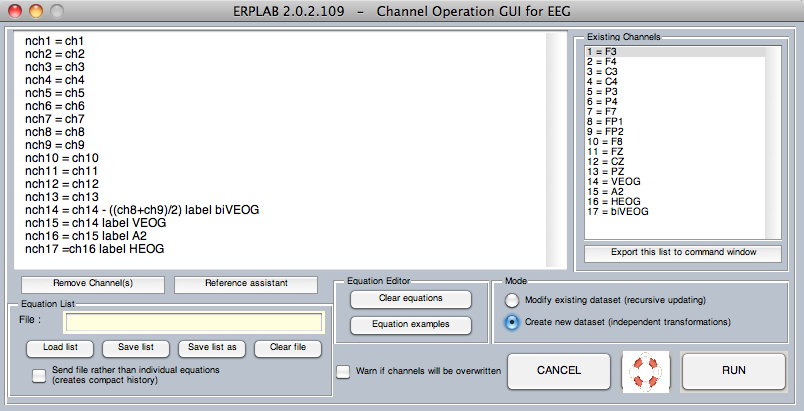 ERPLAB 2.0.2.109 - Channel Operation GUI for EEG
nch1 = ch1
nch2 = ch2
nch3 = ch3
nch4 = ch4
nch5 = ch5
nch6 = ch6
nch7 = ch7
nch8 = ch8
nch9 = ch9
nch10 = ch10
nch11 = ch11
nch12 = ch12
nch13 = ch13
nch14 = ch14 - ((ch8+ch9)/2) label biVEOG
nch15 = ch14 label VEOG
nch16 = ch15 label A2
nch17 =ch16 label HEOG
Existing Channels
1 = F3
2 = F4
3 = C3
4 = C4
5 = P3
6 = P4
7 = F7
8 = FP1
9 = FP2
10 = F8
11 = FZ
12 = CZ
13 = PZ
14 = VEOG
15 = A2
16 = HEOG
17 = biVEOG
Export this list to command window
Remove Channel(s)
Reference assistant
Equation Editor
Clear equations
Equation examples
Mode
Modify existing dataset (recursive updating)
Create new dataset (independent transformations)
Equation List
File :
Load list
Save list
Save list as
Clear file
Send file rather than individual equations
(creates compact history)
Warn if channels will be overwritten
CANCEL
RUN